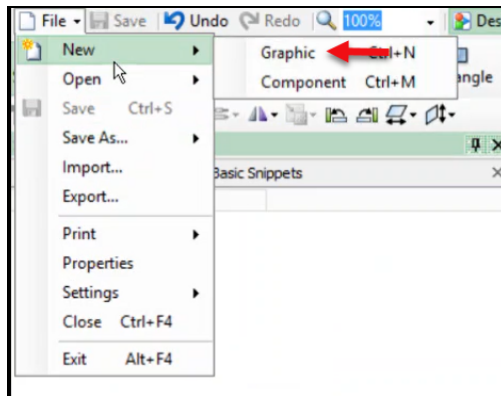 File Save Undo Redo 100% Des
New Graphic Ctrl+N
Open Component Ctrl+M angle
Save Ctrl+S
Save As...
Import... Basic Snippets
Export...
Print
Properties
Settings
Close Ctrl+F4
Exit Alt+F4